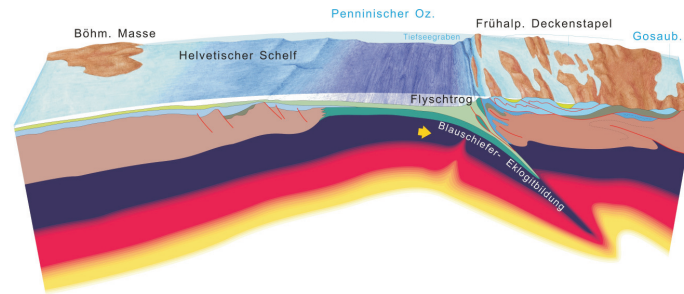 Penninischer Oz.
Böhm. Masse
Frühalp. Deckenstapel
Tiefseegraben
Gosaub.
Helvetischer Schelf
Flyschtrog
Blauschiefer- Eklogitbildung